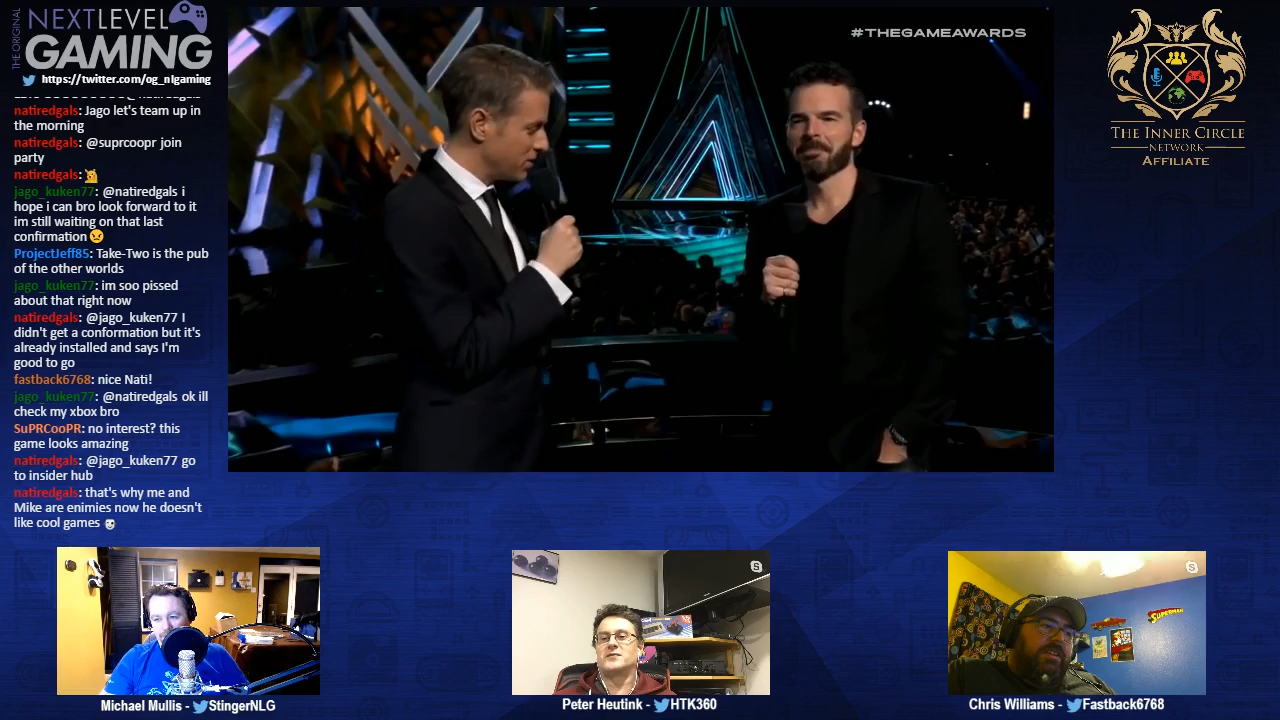 THE ORIGINAL
NEXTLEVEL
GAMING
https://twitter.com/og_nlgaming
natiredgals: Jago let's team up in
the morning
natiredgals: @suprcoopr join
party
natiredgals:
jago_kuken77: @natiredgals i
hope i can bro look forward to it
im still waiting on that last
confirmation
ProjectJeff85: Take-Two is the pub
of the other worlds
jago_kuken77: im soo pissed
about that right now
natiredgals: @jago_kuken77 I
didn't get a conformation but it's
already installed and says I'm
good to go
fastback6768: nice Nati!
jago_kuken77: @natiredgals ok ill
check my xbox bro
SuPRCooPR: no interest? this
game looks amazing
natiredgals: @jago_kuken77 go
to insider hub
natiredgals: that's why me and
Mike are enimies now he doesn't
like cool games
#THEGAMEAWARDS
THE INNER CIRCLE
NETWORK
AFFILIATE
SUPERMAN
Michael Mullis - StingerNLG
Peter Heutink - HTK360
Chris Williams - Fastback6768